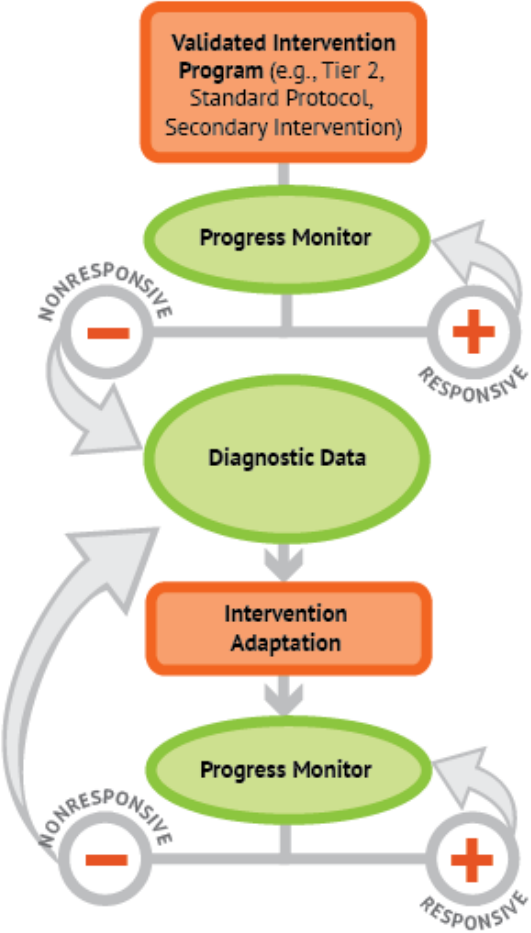 Validated Intervention
Program (e.g., Tier 2,
Standard Protocol,
Secondary Intervention)
Progress Monitor
NONRESPONSIVE
RESPONSIVE
Diagnostic Data
Intervention
Adaptation
Progress Monitor
NONRESPONSIVE
RESPONSIVE